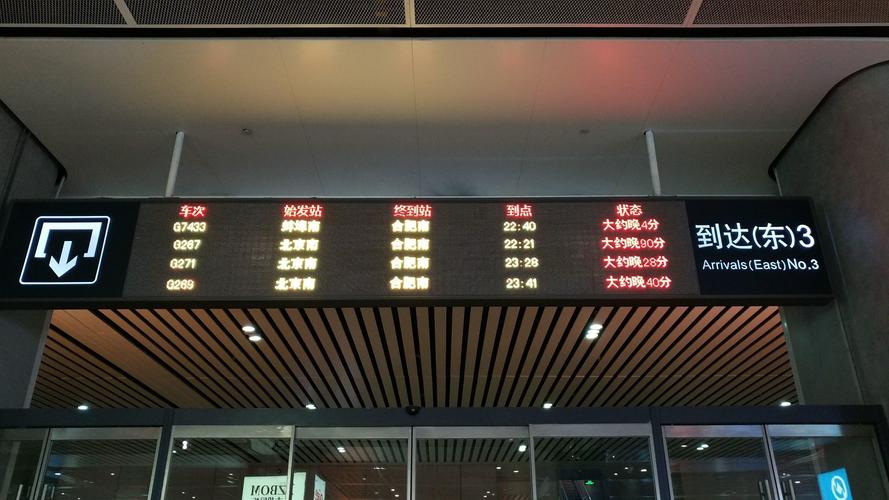 车次 始发站 终到站 到点 状态
G7433 蚌埠南 合肥南 22:40 大约晚4分
G267 北京南 合肥南 22:21 大约晚90分
G271 北京南 合肥南 23:28 大约晚28分
G269 北京南 合肥南 23:41 大约晚40分
到达(东)3
Arrivals(East)No.3